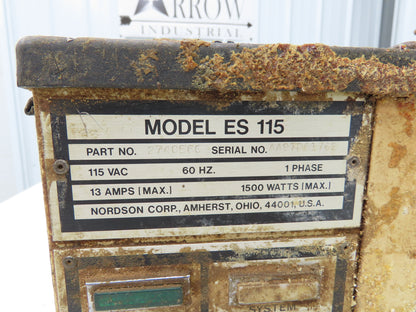 ARROW
INDUSTRIAL
MODEL ES 115
PART NO. SERIAL NO.
115 VAC 60 HZ. 1 PHASE
13 AMPS (MAX.) 1500 WATTS (MAX.)
NORDSON CORP., AMHERST, OHIO, 44001, U.S.A.
SYSTEM